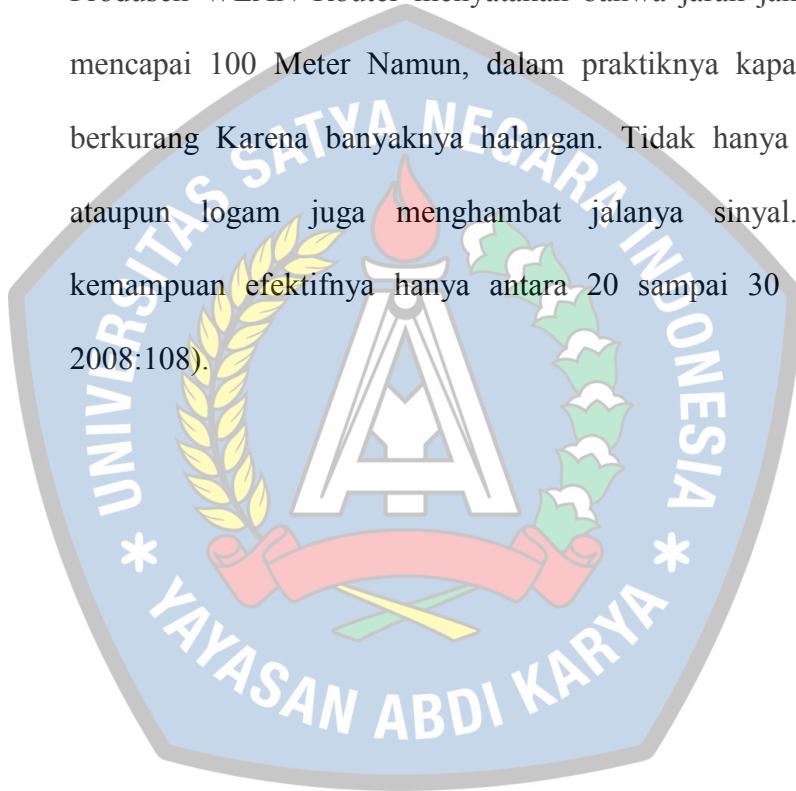 mencapai 100 Meter Namun, dalam praktiknya kapa
berkurang Karena banyaknya halangan. Tidak hanya
ataupun logam juga menghambat jalanya sinyal.
kemampuan efektifnya hanya antara 20 sampai 30
2008:108).
UNIVERSITAS SATYA NEGARA INDONESIA
* YAYASAN ABDI KARYA *